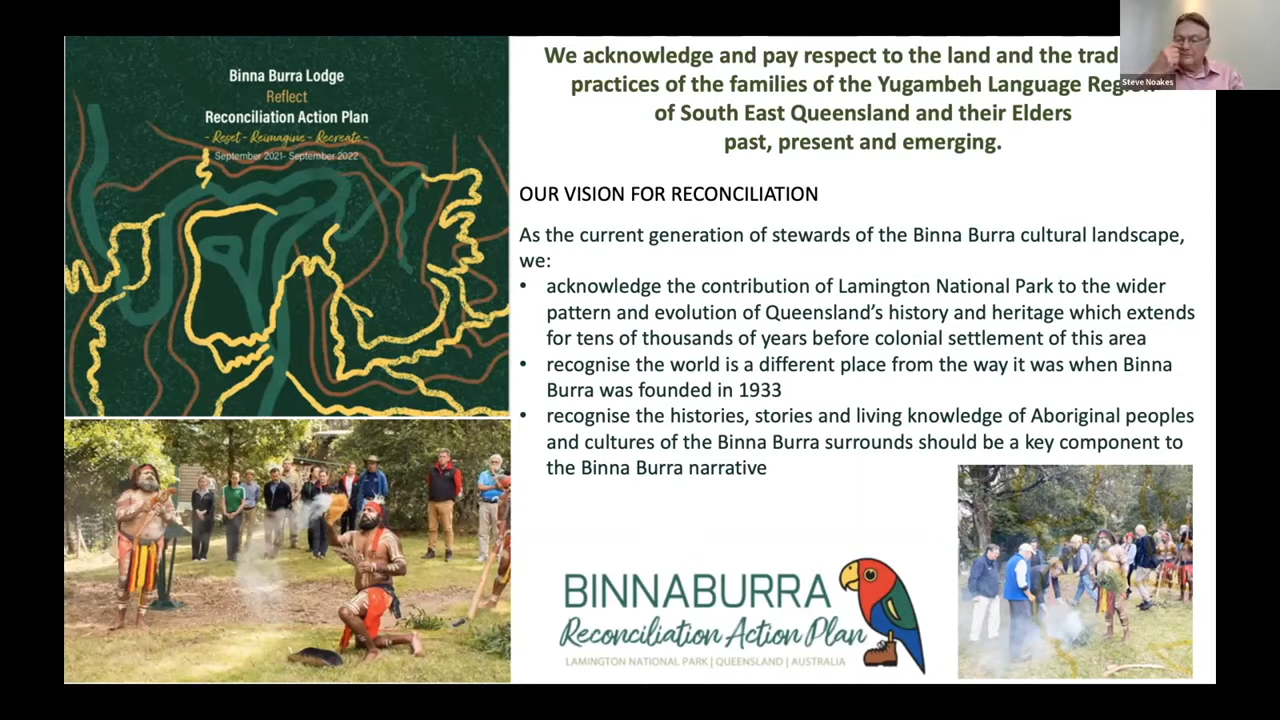 Binna Burra Lodge
Reflect
Reconciliation Action Plan
- Reset - Reimagine - Recreate -
September 2021- September 2022
We acknowledge and pay respect to the land and the trad
practices of the families of the Yugambeh Language Region
of South East Queensland and their Elders
past, present and emerging.
Steve Noakes
OUR VISION FOR RECONCILIATION
As the current generation of stewards of the Binna Burra cultural landscape,
we:
• acknowledge the contribution of Lamington National Park to the wider
pattern and evolution of Queensland’s history and heritage which extends
for tens of thousands of years before colonial settlement of this area
• recognise the world is a different place from the way it was when Binna
Burra was founded in 1933
• recognise the histories, stories and living knowledge of Aboriginal peoples
and cultures of the Binna Burra surrounds should be a key component to
the Binna Burra narrative
BINNABURRA
Reconciliation Action Plan
LAMINGTON NATIONAL PARK | QUEENSLAND | AUSTRALIA